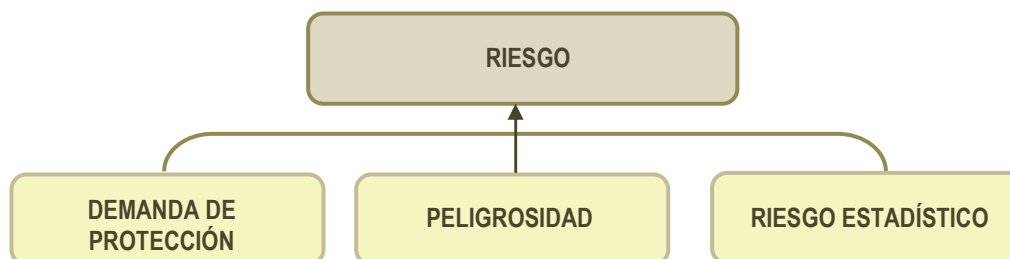 RIESGO
DEMANDA DE
PROTECCIÓN
PELIGROSIDAD
RIESGO ESTADÍSTICO